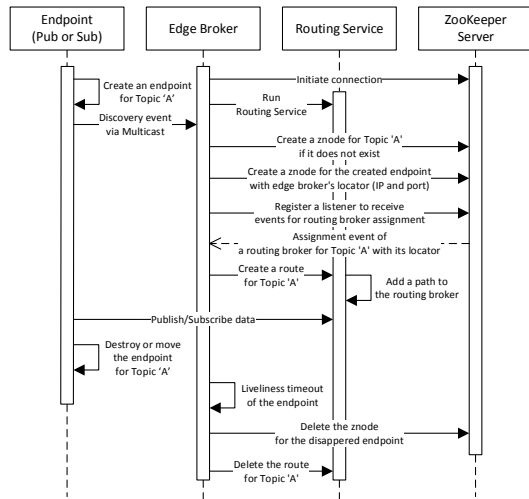 Endpoint
(Pub or Sub)
Edge Broker
Routing Service
ZooKeeper
Server
Create an endpoint
for Topic ‘A’
Initiate connection
Run
Routing Service
Discovery event
via Multicast
Create a znode for Topic 'A'
if it does not exist
Create a znode for the created endpoint
with edge broker's locator (IP and port)
Register a listener to receive
events for routing broker assignment
Assignment event of
a routing broker for Topic 'A' with its locator
Create a route
for Topic 'A'
Add a path to
the routing broker
Publish/Subscribe data
Destroy or move
the endpoint
for Topic ‘A’
Liveliness timeout
of the endpoint
Delete the znode
for the disappered endpoint
Delete the route
for Topic 'A'